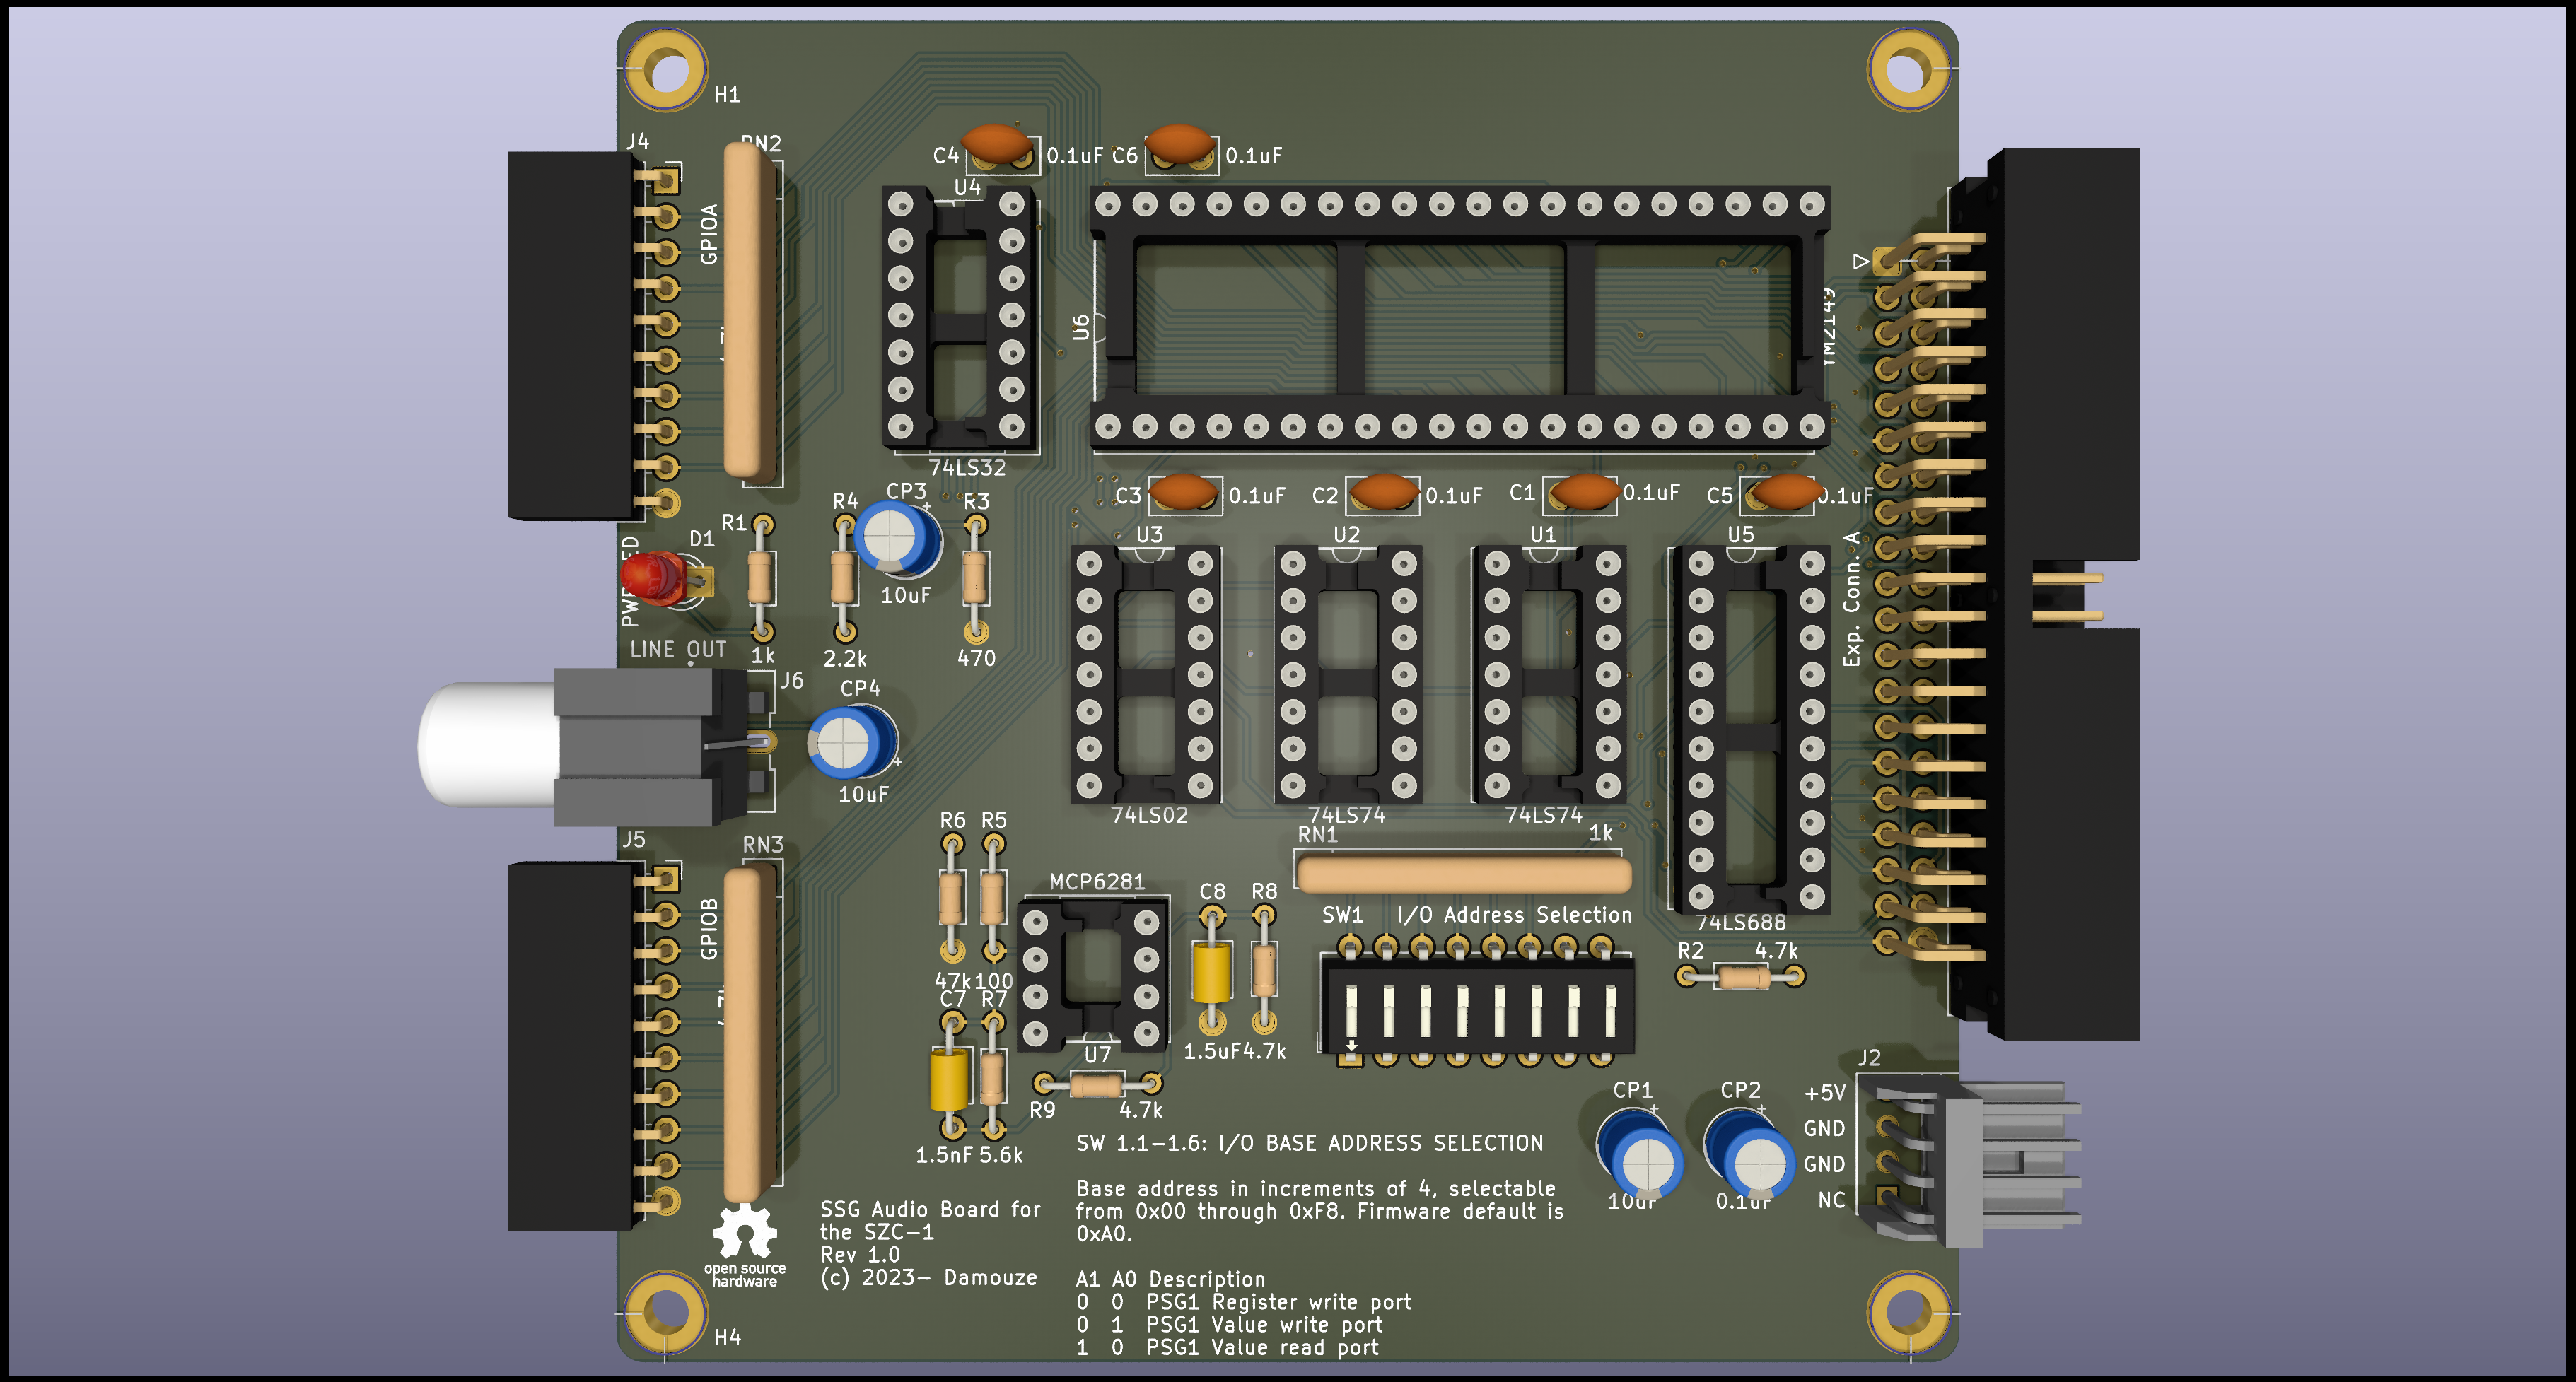 H1
J4
RN2
C4
0.1uF
C6
0.1uF
U4
GPIOA
U6
YM2149
74LS32
C3
0.1uF
C2
0.1uF
C1
0.1uF
C5
0.1uF
R1
R4
CP3
+
R3
U3
U2
U1
U5
D1
10uF
Exp. Conn. A
LINE OUT
1k
2.2k
470
J6
CP4
+
10uF
74LS02
74LS74
74LS74
J5
RN3
R6
R5
RN1
1k
MCP6281
C8
R8
SW1
I/O Address Selection
74LS688
GPIOB
R2
4.7k
47k
100
C7
R7
U7
1.5uF
4.7k
J2
R9
4.7k
CP1
+
CP2
+
+5V
GND
GND
NC
1.5nF
5.6k
10uF
0.1uF
SW 1.1-1.6: I/O BASE ADDRESS SELECTION
Base address in increments of 4, selectable
from 0x00 through 0xF8. Firmware default is
0xA0.
SSG Audio Board for
the SZC-1
Rev 1.0
(c) 2023- Damouze
open source
hardware
A1 A0 Description
0 0 PSG1 Register write port
0 1 PSG1 Value write port
1 0 PSG1 Value read port
H4